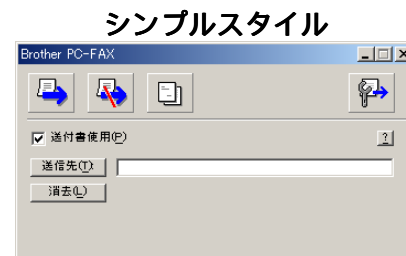 シンプルスタイル
Brother PC-FAX
送付書使用(P)
?
送信先(T)
消去(L)